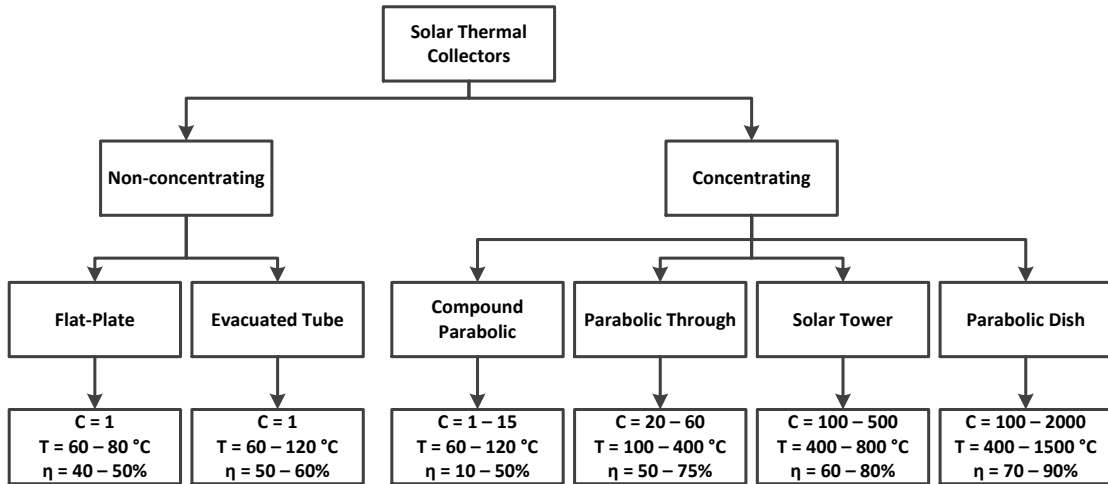 Solar Thermal
Collectors
Non-concentrating
Concentrating
Flat-Plate
Evacuated Tube
Compound
Parabolic
Parabolic Through
Solar Tower
Parabolic Dish
C = 1
T = 60 – 80 °C
η = 40 – 50%
C = 1
T = 60 – 120 °C
η = 50 – 60%
C = 1 – 15
T = 60 – 120 °C
η = 10 – 50%
C = 20 – 60
T = 100 – 400 °C
η = 50 – 75%
C = 100 – 500
T = 400 – 800 °C
η = 60 – 80%
C = 100 – 2000
T = 400 – 1500 °C
η = 70 – 90%